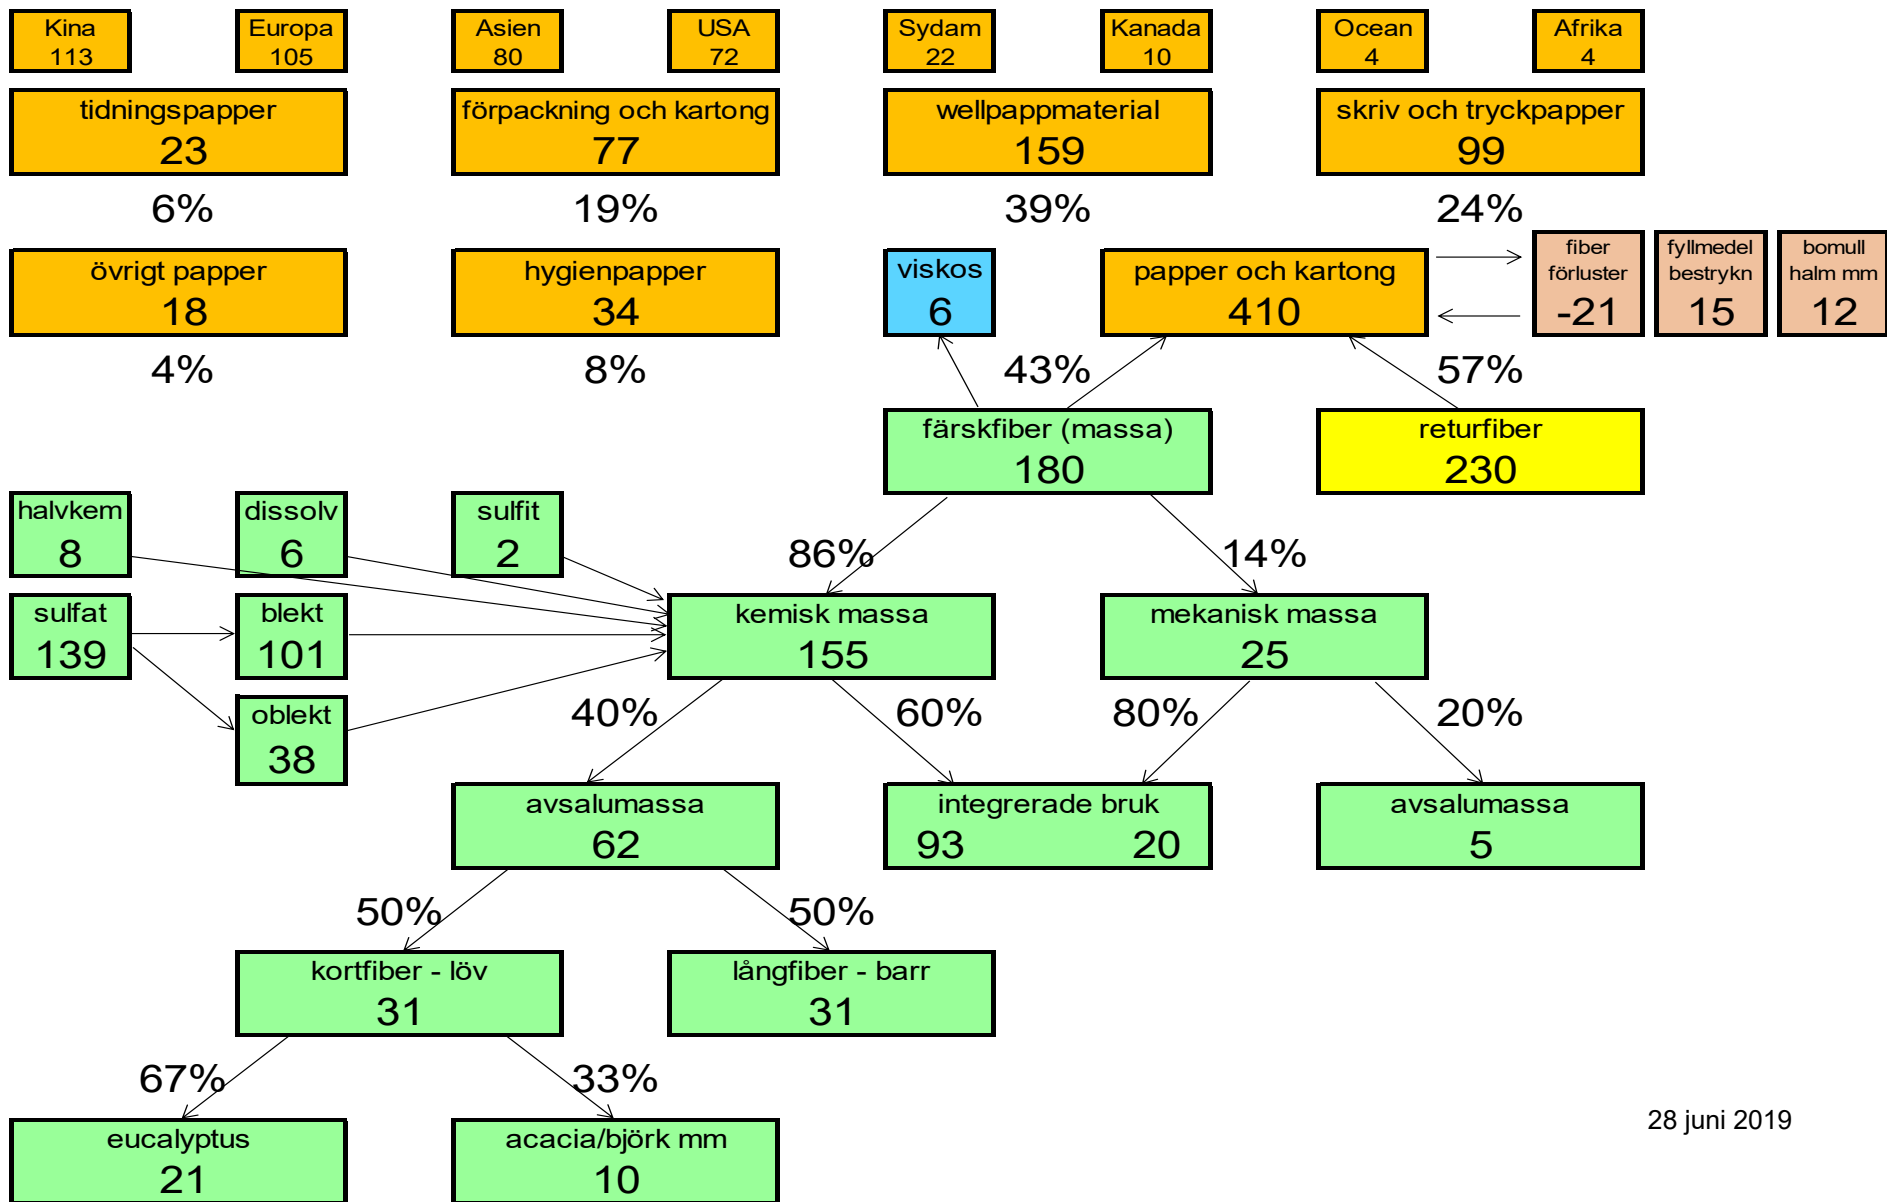 Kina
113
Europa
105
Asien
80
USA
72
Sydam
22
Kanada
10
Ocean
4
Afrika
4
tidningspapper
23
förpackning och kartong
77
wellpappmaterial
159
skriv och tryckpapper
99
6%
19%
39%
24%
övrigt papper
18
hygienpapper
34
viskos
6
papper och kartong
410
fiber
förluster
-21
fyllmedel
bestrykn
15
bomull
halm mm
12
4%
8%
43%
57%
färskfiber (massa)
180
returfiber
230
halvkem
8
dissolv
6
sulfit
2
86%
14%
sulfat
139
blekt
101
kemisk massa
155
mekanisk massa
25
oblekt
38
40%
60%
80%
20%
avsalumassa
62
integrerade bruk
93 20
avsalumassa
5
50%
50%
kortfiber - löv
31
långfiber - barr
31
67%
33%
eucalyptus
21
acacia/björk mm
10
28 juni 2019